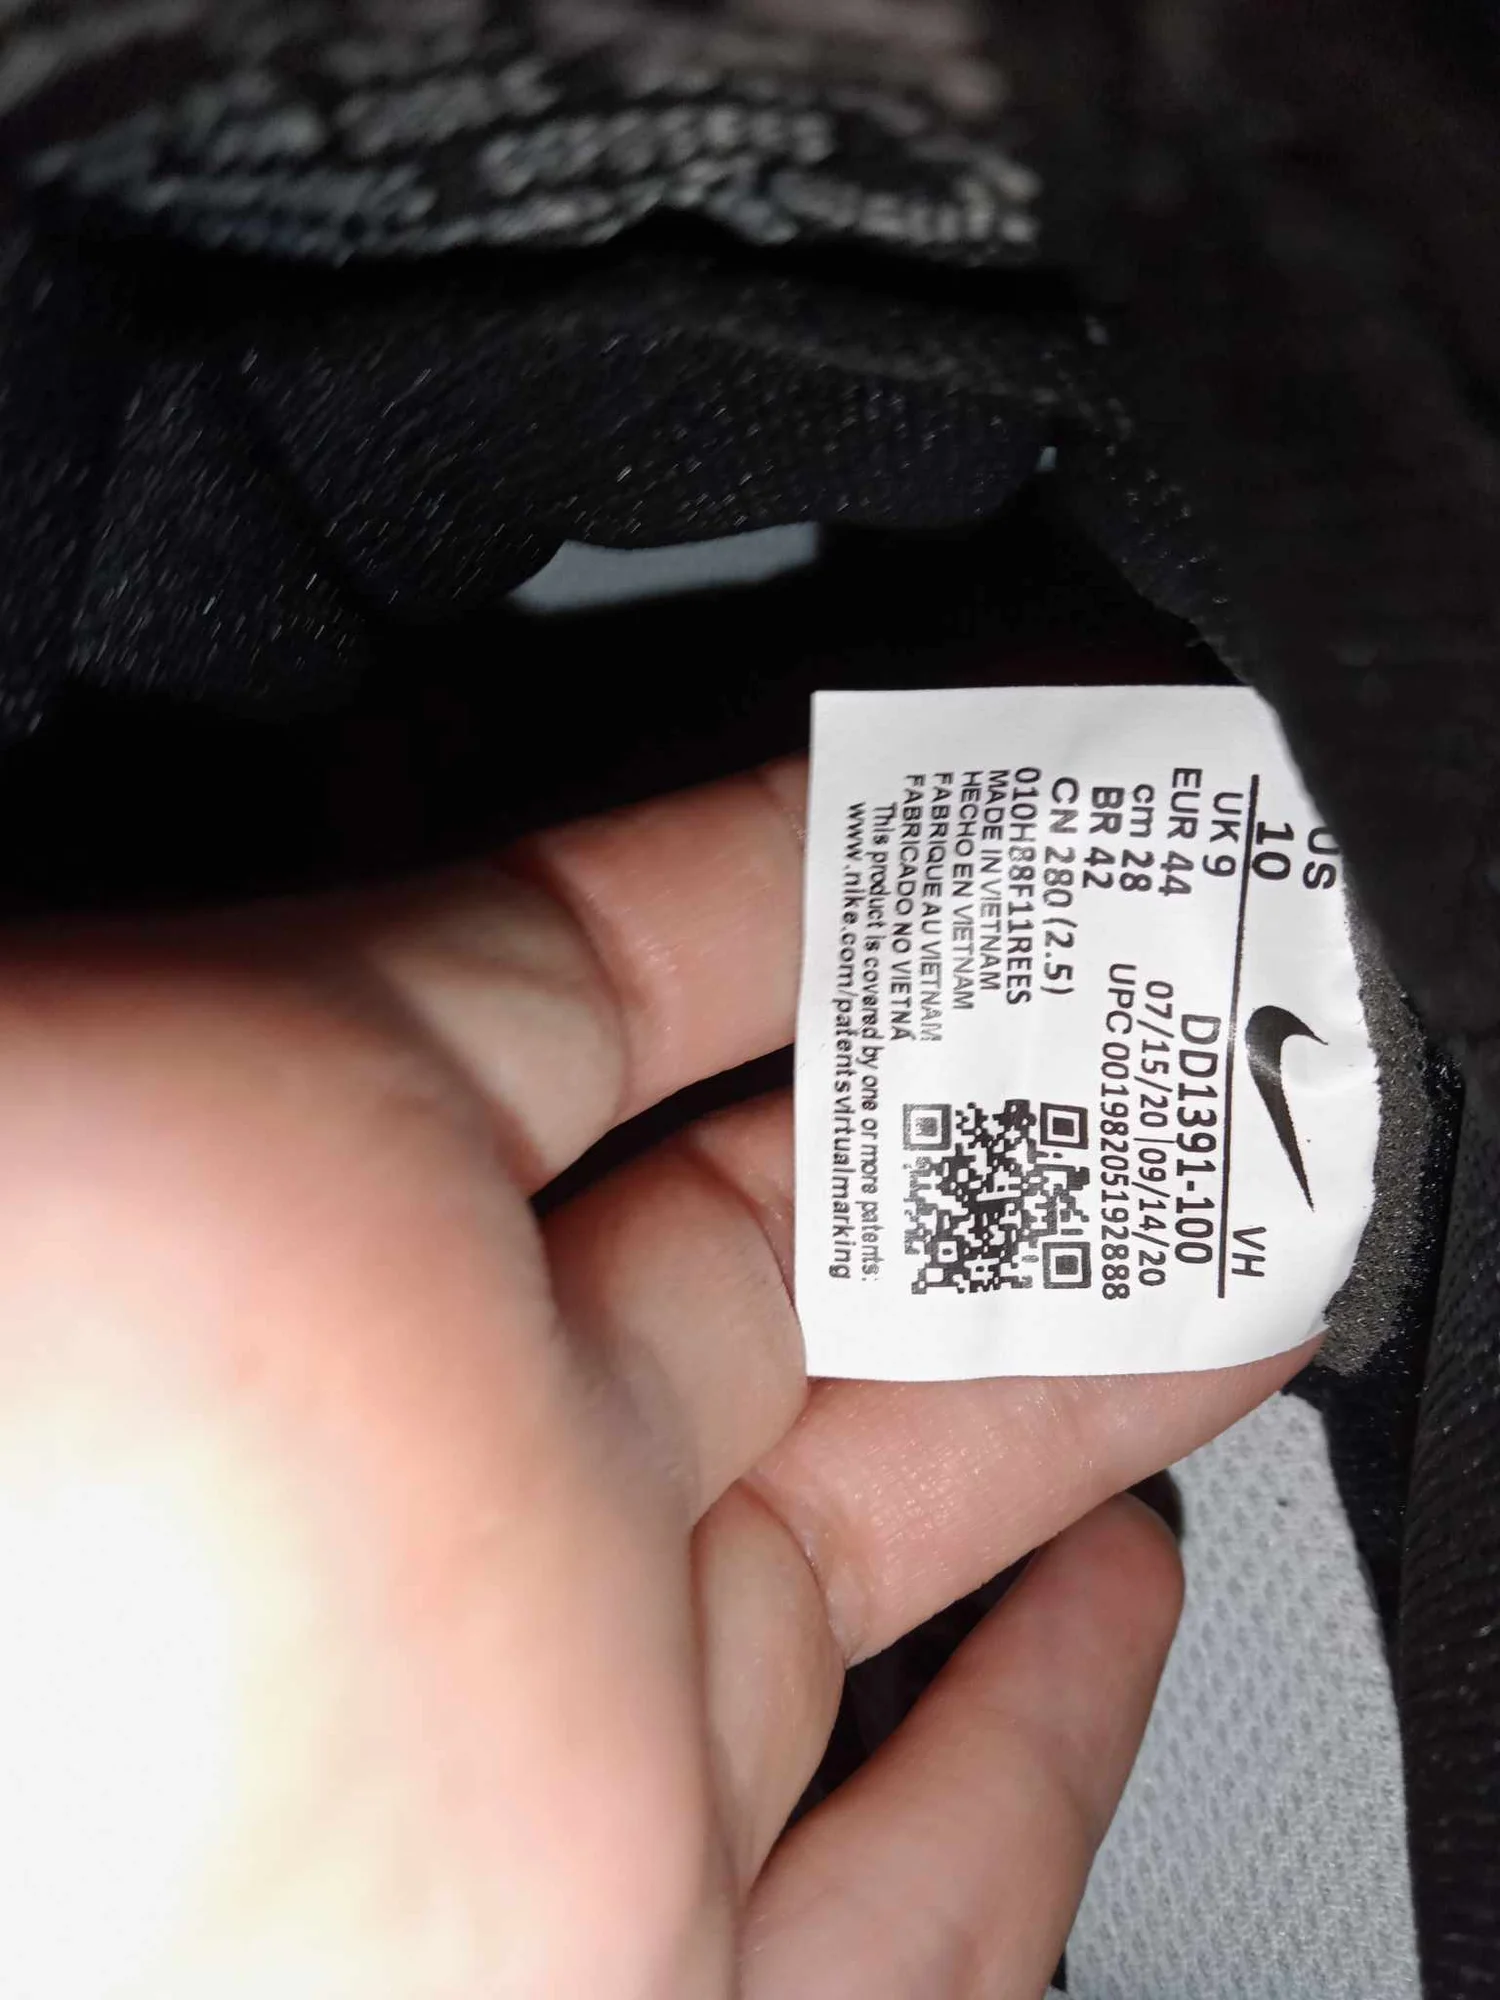 US
10
UK 9
EUR 44
cm 28
BR 42
CN 280 (2.5)
VH
DD1391-100
07/15/20|09/14/20
UPC 00198205192888
010H88F11REES
MADE IN VIETNAM
HECHO EN VIETNAM
FABRIQUE AU VIETNAM
FABRICADO NO VIETNÃ
This product is covered by one or more patents:
www.nike.com/patentsvirtualmarking